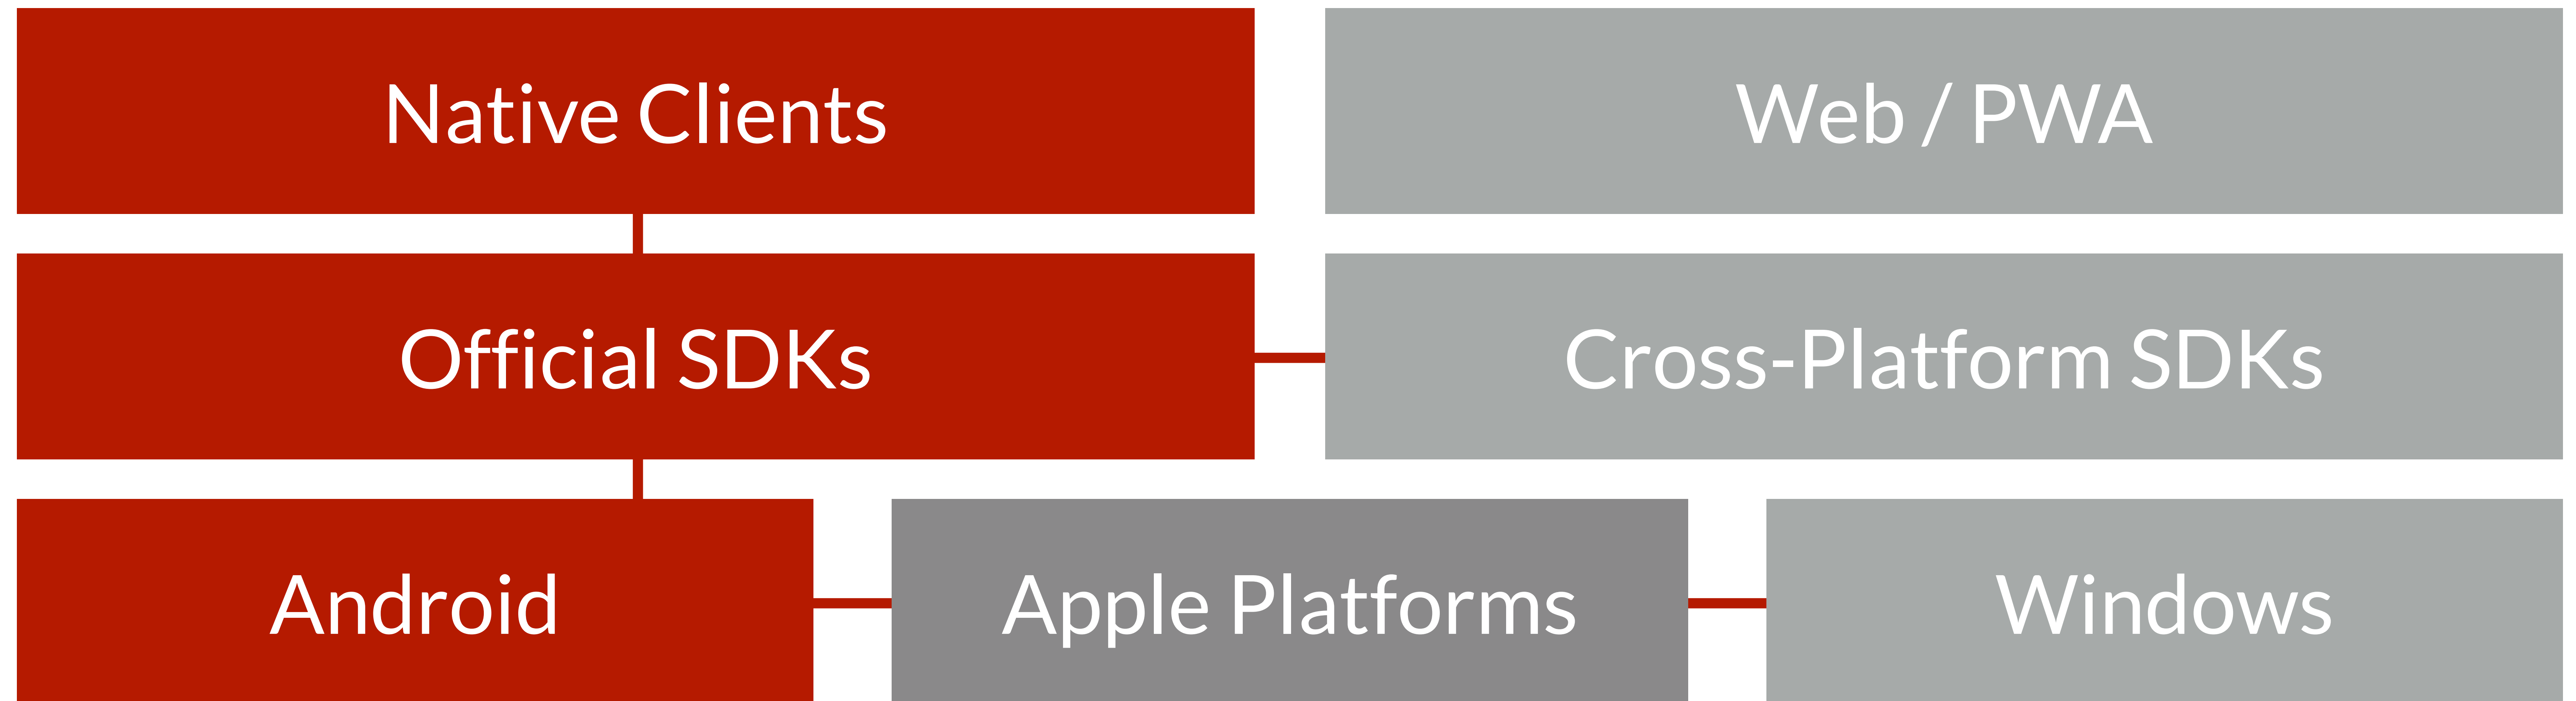 Native Clients
Web / PWA
Official SDKs
Cross-Platform SDKs
Android
Apple Platforms
Windows